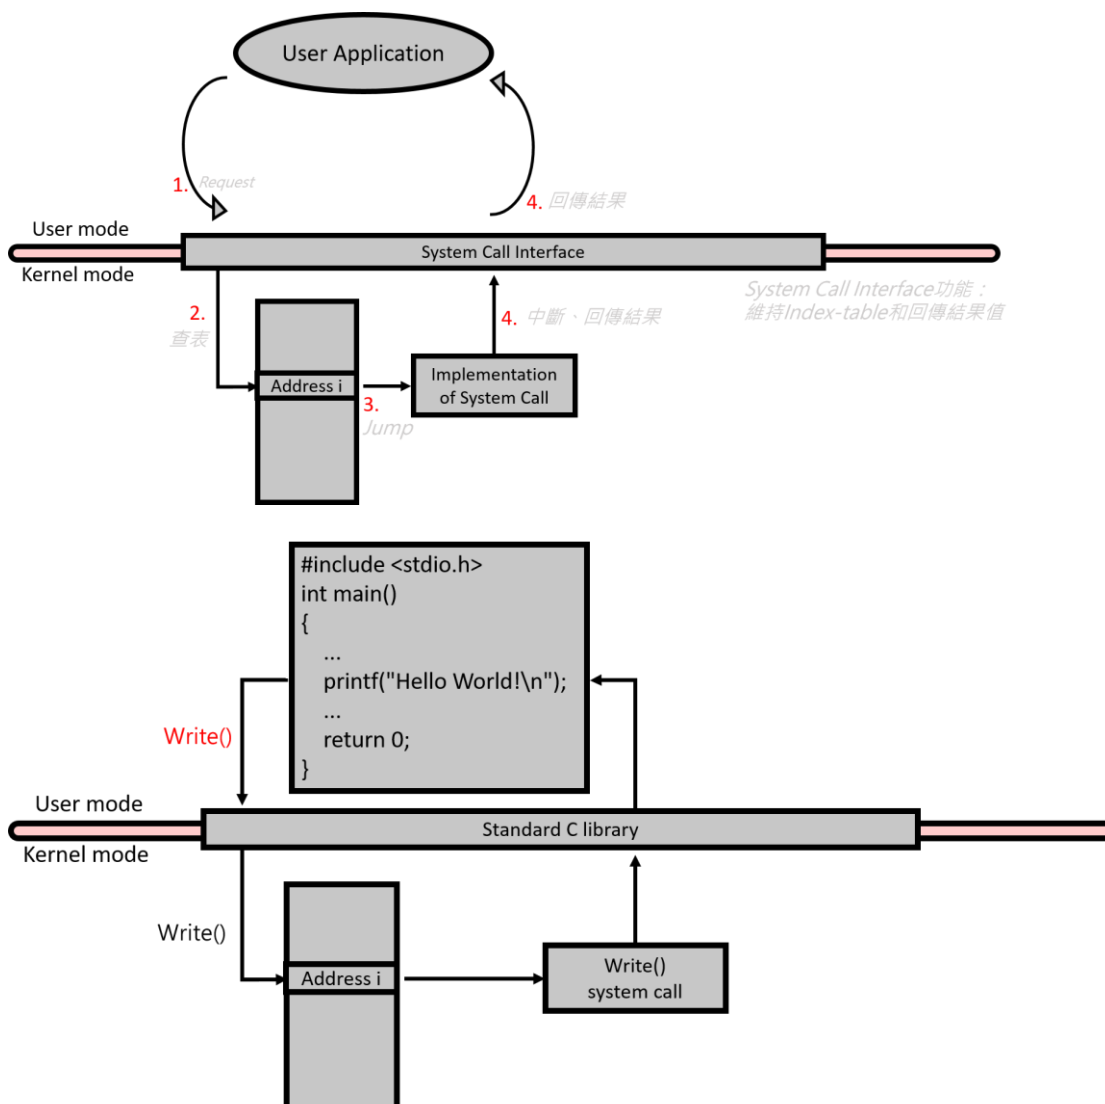 User Application
1. Request
4. 回傳結果
User mode
System Call Interface
Kernel mode
System Call Interface功能：
維持Index-table和回傳結果值
2.
查表
4. 中斷、回傳結果
Address i
3.
Jump
Implementation
of System Call
#include <stdio.h>
int main()
{
...
printf("Hello World!\n");
...
return 0;
}
Write()
User mode
Standard C library
Kernel mode
Write()
Address i
Write()
system call